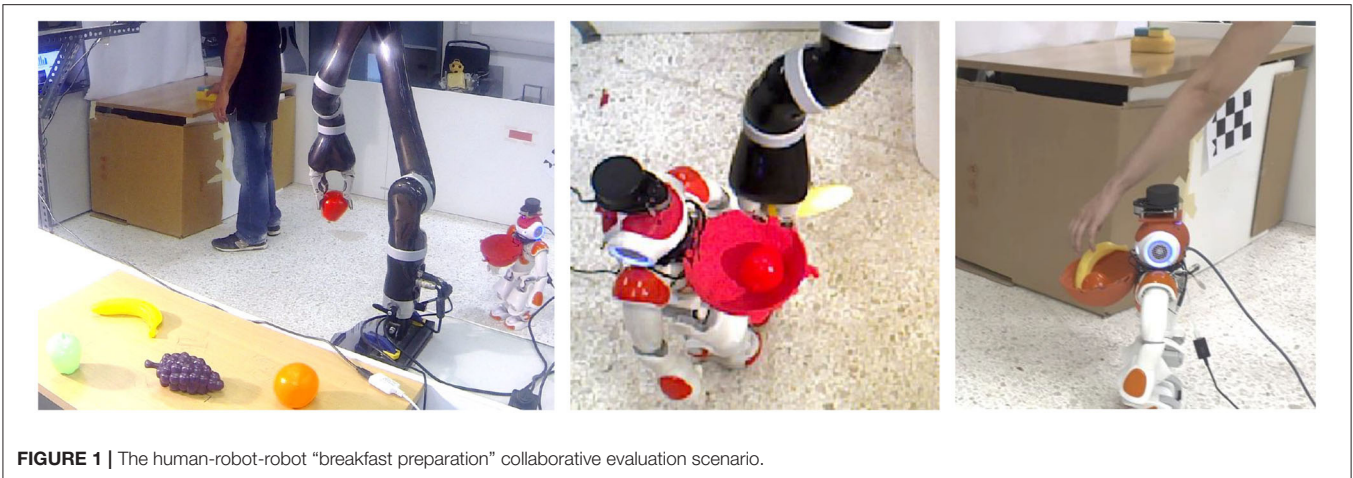 FIGURE 1 | The human-robot-robot “breakfast preparation” collaborative evaluation scenario.